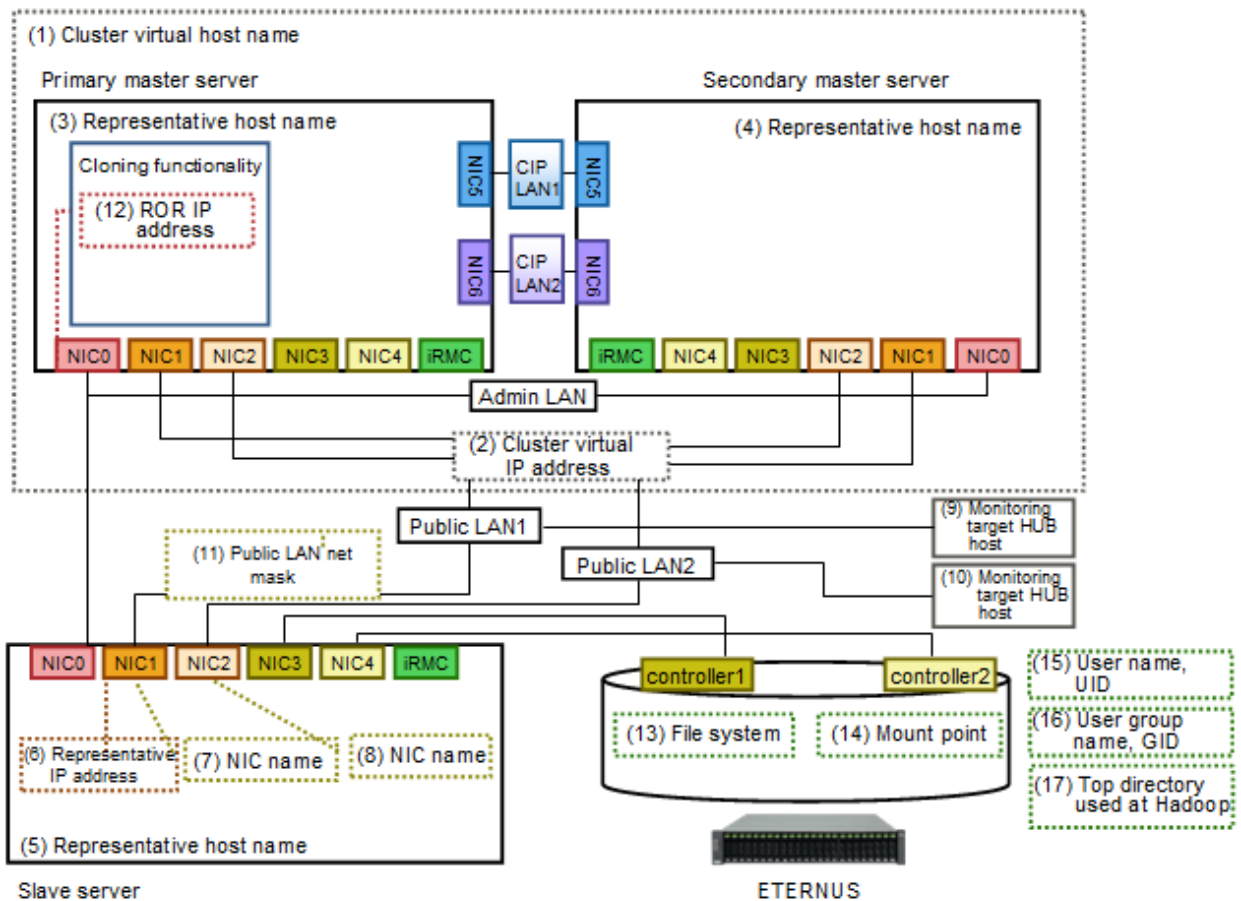 (1) Cluster virtual host name
Primary master server
Secondary master server
(3) Representative host name
(4) Representative host name
Cloning functionality
(12) ROR IP
address
NIC5
CIP
LAN1
NIC5
NIC6
CIP
LAN2
NIC6
NIC0
NIC1
NIC2
NIC3
NIC4
iRMC
iRMC
NIC4
NIC3
NIC2
NIC1
NIC0
Admin LAN
(2) Cluster virtual
IP address
Public LAN1
(9) Monitoring
target HUB
host
(11) Public LAN net
mask
Public LAN2
(10) Monitoring
target HUB
host
NIC0
NIC1
NIC2
NIC3
NIC4
iRMC
controller1
controller2
(15) User name,
UID
(6) Representative
IP address
(7) NIC name
(8) NIC name
(13) File system
(14) Mount point
(16) User group
name, GID
(17) Top directory
used at Hadoop
(5) Representative host name
Slave server
ETERNUS